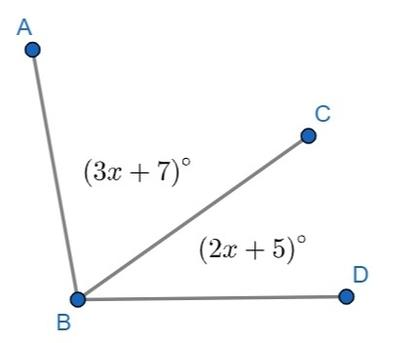 A
C
(3x + 7)°
(2x + 5)°
D
B